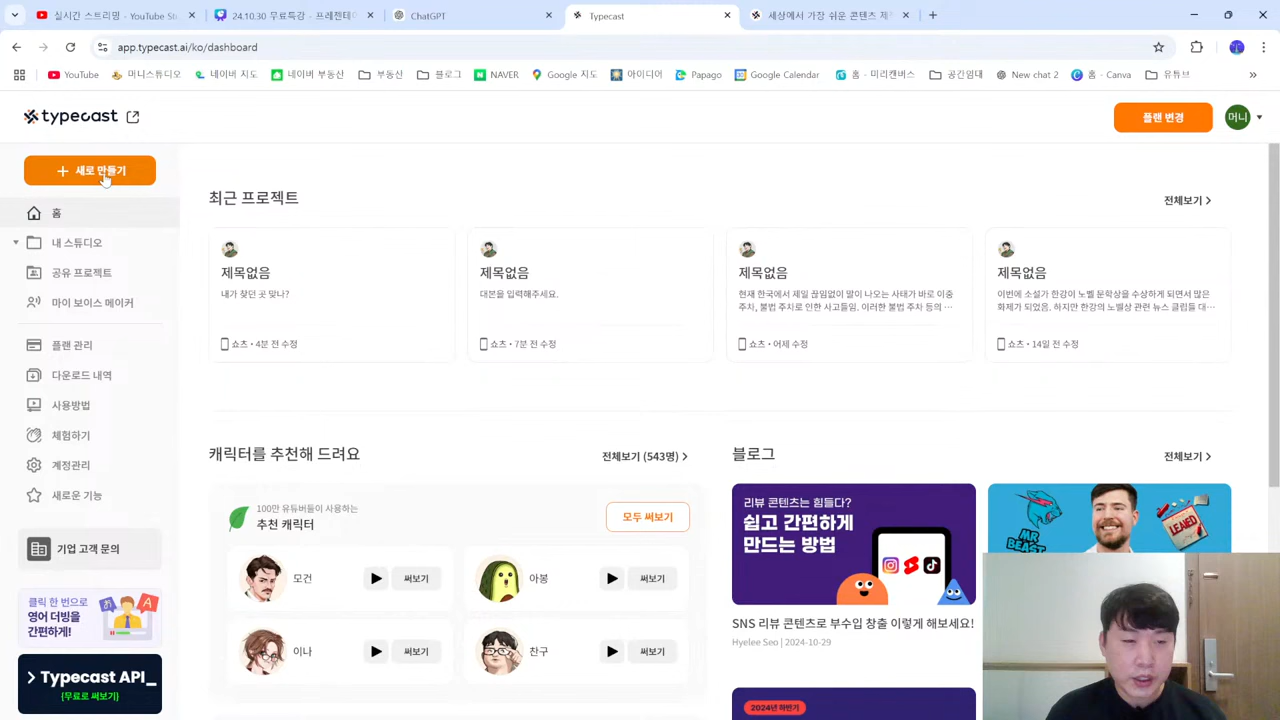 실시간 스트리밍 - YouTube St
24.10.30 무료특강 - 프레젠테이
ChatGPT
Typecast
세상에서 가장 쉬운 콘텐츠 제
app.typecast.ai/ko/dashboard
YouTube
머니스튜디오
네이버 지도
네이버 부동산
부동산
블로그
NAVER
Google 지도
아이디어
Papago
Google Calendar
홈 - 미리캔버스
공간임대
New chat 2
홈 - Canva
유튜브
typecast
플랜 변경
머니
+ 새로 만들기
홈
내 스튜디오
공유 프로젝트
마이 보이스 메이커
플랜 관리
다운로드 내역
사용방법
체험하기
계정관리
새로운 기능
기업 고객 문의
클릭 한 번으로
영어 더빙을
간편하게!
A
> Typecast API_
{무료로 써보기}
최근 프로젝트
전체보기 >
제목없음
내가 찾던 곳 맞나?
쇼츠 • 4분 전 수정
제목없음
대본을 입력해주세요.
쇼츠 • 7분 전 수정
제목없음
현재 한국에서 제일 끊임없이 말이 나오는 사태가 바로 이중
주차, 불법 주차로 인한 사고들임. 이러한 불법 주차 등의 ...
쇼츠 • 어제 수정
제목없음
이번에 소설가 한강이 노벨 문학상을 수상하게 되면서 많은
화제가 되었음. 하지만 한강의 노벨상 관련 뉴스 클립들 대...
쇼츠 • 14일 전 수정
캐릭터를 추천해 드려요
전체보기 (543명) >
100만 유튜버들이 사용하는
추천 캐릭터
모두 써보기
모건
써보기
아봉
써보기
이나
써보기
찬구
써보기
블로그
전체보기 >
리뷰 콘텐츠는 힘들다?
쉽고 간편하게
만드는 방법
SNS 리뷰 콘텐츠로 부수입 창출 이렇게 해보세요!
Hyelee Seo | 2024-10-29
MR
BEAST
LEAKED
2024년 하반기